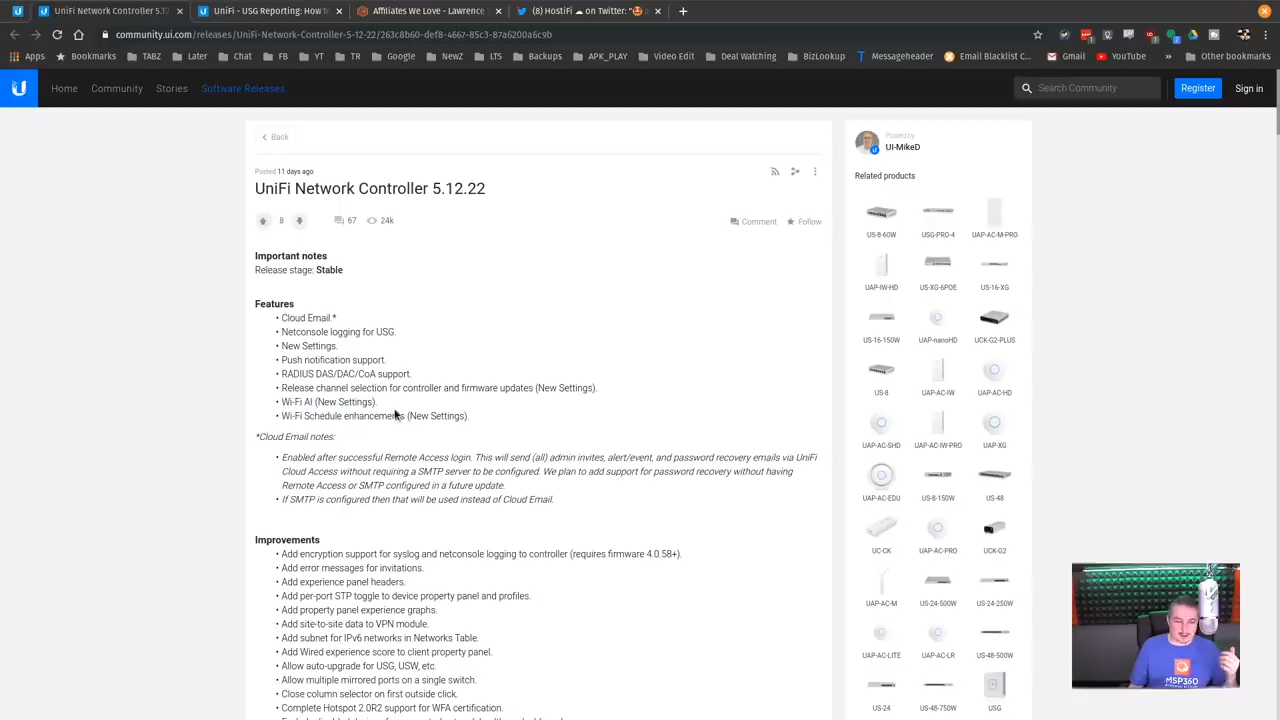 UniFi Network Controller 5.12
UniFi - USG Reporting: How to
Affiliates We Love - Lawrence
(8) HostiFi ☁ on Twitter: "🤩
community.ui.com/releases/UniFi-Network-Controller-5-12-22/263c8b60-def8-4667-85c3-87a6200a6c9b
Apps Bookmarks TABZ Later Chat FB YT TR Google NewZ LTS Backups APK_PLAY Video Edit Deal Watching BizLookup Messageheader Email Blacklist C... Gmail YouTube » Other bookmarks
Home Community Stories Software Releases
Search Community
Register
Sign in
Back
Posted 11 days ago
UniFi Network Controller 5.12.22
8 67 24k
Comment Follow
Important notes
Release stage: Stable
Features
• Cloud Email.*
• Netconsole logging for USG.
• New Settings.
• Push notification support.
• RADIUS DAS/DAC/CoA support.
• Release channel selection for controller and firmware updates (New Settings).
• Wi-Fi AI (New Settings).
• Wi-Fi Schedule enhancements (New Settings).
*Cloud Email notes:
• Enabled after successful Remote Access login. This will send (all) admin invites, alert/event, and password recovery emails via UniFi
Cloud Access without requiring a SMTP server to be configured. We plan to add support for password recovery without having
Remote Access or SMTP configured in a future update.
• If SMTP is configured then that will be used instead of Cloud Email.
Improvements
• Add encryption support for syslog and netconsole logging to controller (requires firmware 4.0.58+).
• Add error messages for invitations.
• Add experience panel header.
• Add per-port STP toggle to device property panel and profiles.
• Add property panel experience graphs.
• Add site-to-site data to VPN module.
• Add subnet for IPv6 networks in Networks Table.
• Add Wired experience score to client property panel.
• Allow auto-upgrade for USG, USW, etc.
• Allow multiple mirrored ports on a single switch.
• Close column selector on first outside click.
• Complete Hotspot 2.0R2 support for WFA certification.
Posted by
UI-MikeD
Related products
US-8-60W USG-PRO-4 UAP-AC-M-PRO
UAP-IW-HD US-XG-6POE US-16-XG
US-16-150W UAP-nanoHD UCK-G2-PLUS
US-8 UAP-AC-IW UAP-AC-HD
UAP-AC-SHD UAP-AC-IW-PRO UAP-XG
UAP-AC-EDU US-8-150W US-48
UC-CK UAP-AC-PRO UCK-G2
UAP-AC-M US-24-500W US-24-250W
UAP-AC-LITE UAP-AC-LR US-48-500W
US-24 US-48-750W USG
MSP360